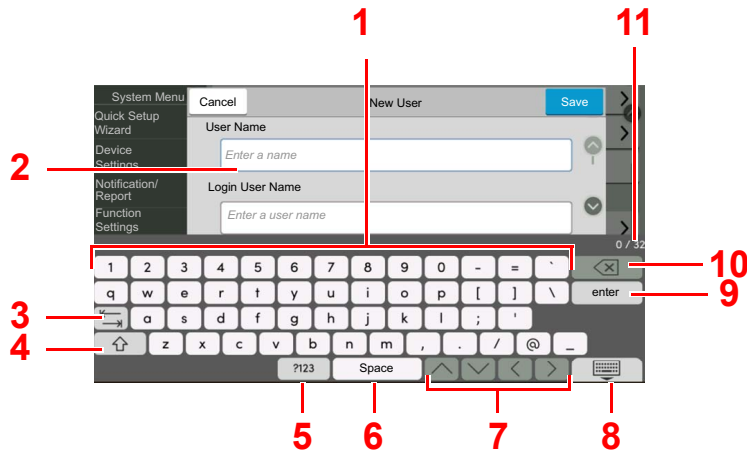 1
11
System Menu
Cancel
New User
Save
Quick Setup
Wizard
User Name
Device
Settings
2
Enter a name
Notification/
Report
Login User Name
Function
Settings
Enter a user name
0 / 32
1 2 3 4 5 6 7 8 9 0 - = `
10
q w e r t y u i o p [ ] \ enter
9
3
a s d f g h j k l ; '
4
z x c v b n m , . / @ _
?123 Space
5
6
7
8